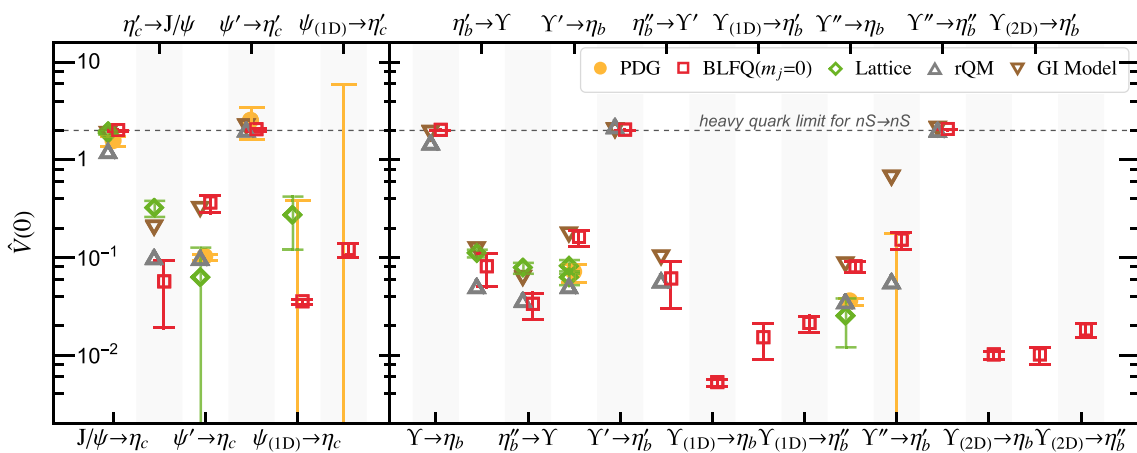 η′c→J/ψ ψ′→η′c ψ(1D)→η′c η′b→Υ Υ′→ηb η″b→Υ′ Υ(1D)→η′b Υ″→ηb Υ″→η″b Υ(2D)→η′b
PDG BLFQ(mj=0) Lattice rQM GI Model
heavy quark limit for nS→nS
V̂(0)
10
1
10⁻¹
10⁻²
J/ψ→ηc ψ′→ηc ψ(1D)→ηc Υ→ηb η″b→Υ Υ′→η′b Υ(1D)→ηb Υ(1D)→η″b Υ″→η′b Υ(2D)→ηb Υ(2D)→η″b